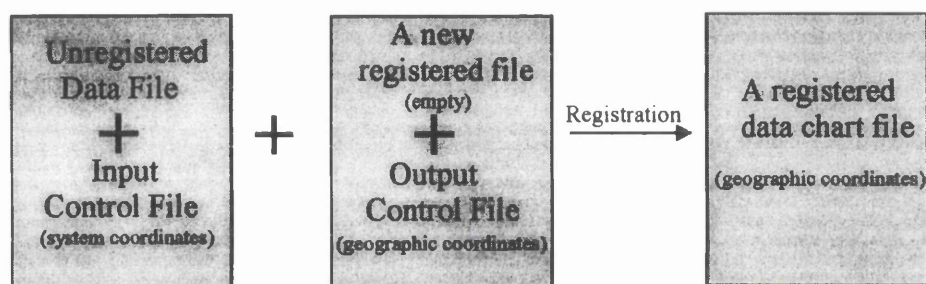 Unregistered
Data File
+
Input
Control File
(system coordinates)
+
A new
registered file
(empty)
+
Output
Control File
(geographic coordinates)
Registration
A registered
data chart file
(geographic coordinates)